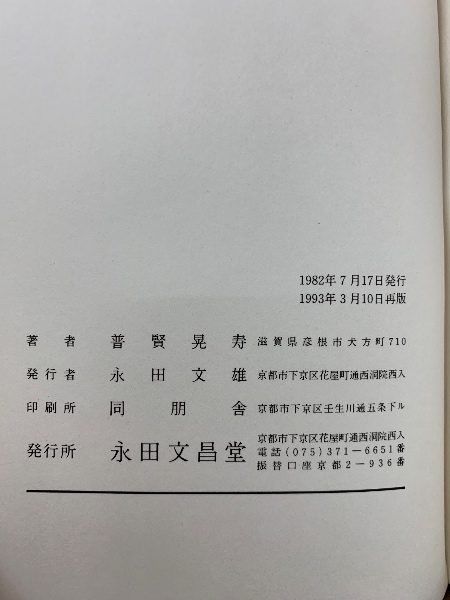 1982年7月17日発行
1993年3月10日再版
著者 普賢晃寿 滋賀県彦根市犬方町710
発行者 永田文雄 京都市下京区花屋町通西洞院西入
印刷所 同朋舎 京都市下京区壬生川通五条下ル
発行所 永田文昌堂 京都市下京区花屋町通西洞院西入
電話(075)371-6651番
振替口座京都2-936番